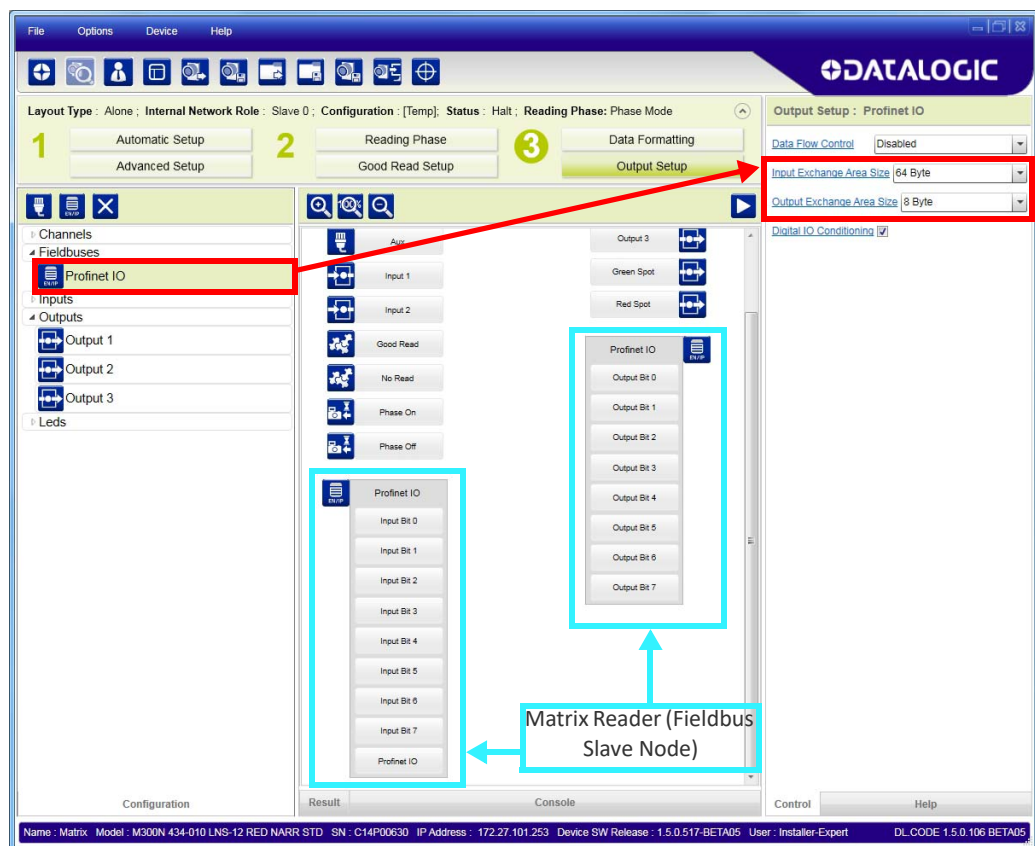 File Options Device Help
DATALOGIC
Layout Type : Alone ; Internal Network Role : Slave 0 ; Configuration : [Temp]; Status : Halt ; Reading Phase: Phase Mode
1 Automatic Setup
Advanced Setup
2 Reading Phase
Good Read Setup
3 Data Formatting
Output Setup
Output Setup : Profinet IO
Data Flow Control Disabled
Input Exchange Area Size 64 Byte
Output Exchange Area Size 8 Byte
Digital IO Conditioning
EN/IP
100%
Channels
Fieldbuses
EN/IP Profinet IO
Inputs
Outputs
Output 1
Output 2
Output 3
Leds
Configuration
Aux
Input 1
Input 2
Good Read
No Read
Phase On
Phase Off
EN/IP Profinet IO
Input Bit 0
Input Bit 1
Input Bit 2
Input Bit 3
Input Bit 4
Input Bit 5
Input Bit 6
Input Bit 7
Profinet IO
Output 3
Green Spot
Red Spot
Profinet IO EN/IP
Output Bit 0
Output Bit 1
Output Bit 2
Output Bit 3
Output Bit 4
Output Bit 5
Output Bit 6
Output Bit 7
Matrix Reader (Fieldbus
Slave Node)
Result Console
Control Help
Name : Matrix Model : M300N 434-010 LNS-12 RED NARR STD SN : C14P00630 IP Address : 172.27.101.253 Device SW Release : 1.5.0.517-BETA05 User : Installer-Expert DL.CODE 1.5.0.106 BETA05